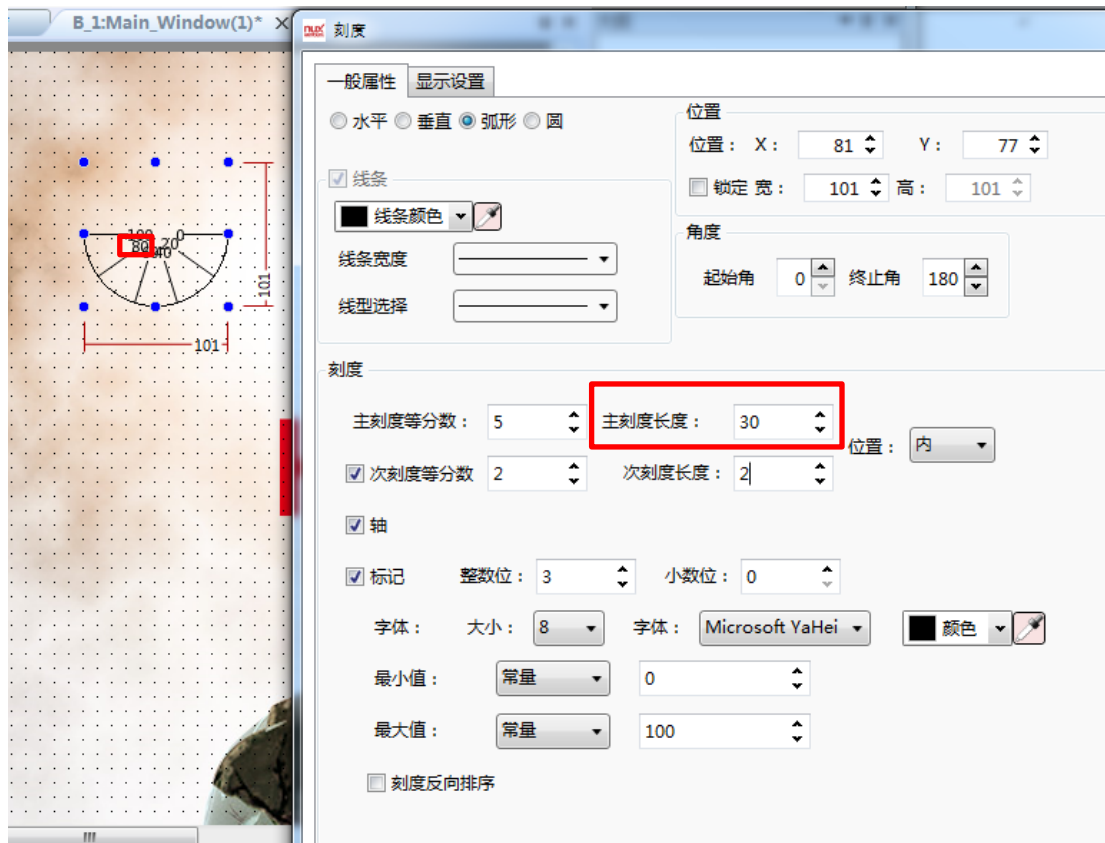 B_1:Main_Window(1)*
刻度
一般属性 显示设置
水平 垂直 弧形 圆
线条
线条颜色
线条宽度
线型选择
位置
位置： X： 81 Y： 77
锁定 宽： 101 高： 101
角度
起始角 0 终止角 180
100 0
80 20
40
101
101
刻度
主刻度等分数： 5 主刻度长度： 30
位置： 内
次刻度等分数 2 次刻度长度： 2
轴
标记 整数位： 3 小数位： 0
字体： 大小： 8 字体： Microsoft YaHei 颜色
最小值： 常量 0
最大值： 常量 100
刻度反向排序